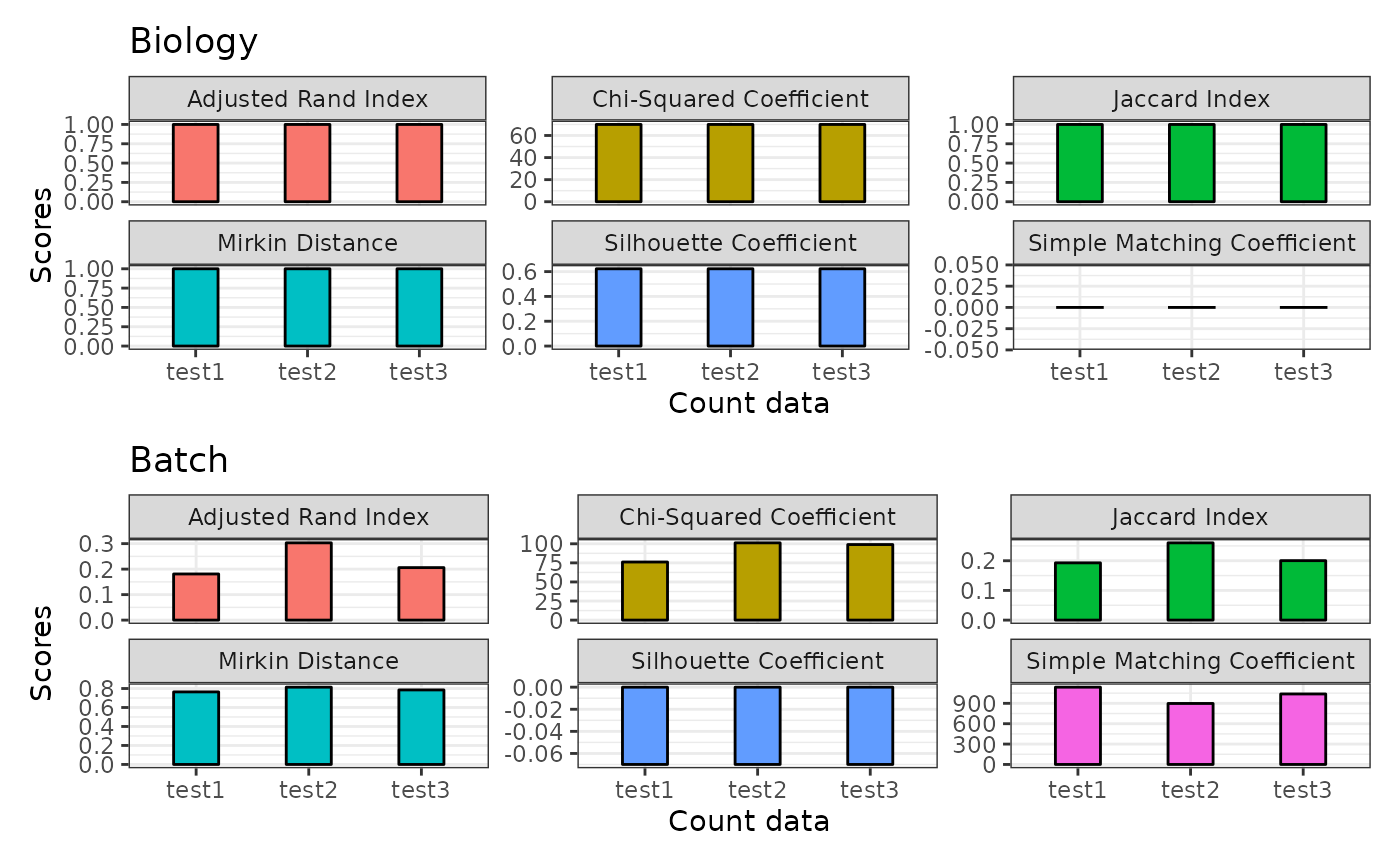 Biology
Adjusted Rand Index Chi-Squared Coefficient Jaccard Index
1.00 0.75 0.50 0.25 0.00
60 40 20 0
1.00 0.75 0.50 0.25 0.00
Scores
Mirkin Distance Silhouette Coefficient Simple Matching Coefficient
1.00 0.75 0.50 0.25 0.00
0.6 0.4 0.2 0.0
0.050 0.025 0.000 -0.025 -0.050
test1 test2 test3 test1 test2 test3 test1 test2 test3
Count data
Batch
Adjusted Rand Index Chi-Squared Coefficient Jaccard Index
0.3 0.2 0.1 0.0
100 75 50 25 0
0.2 0.1 0.0
Scores
Mirkin Distance Silhouette Coefficient Simple Matching Coefficient
0.8 0.6 0.4 0.2 0.0
0.00 -0.02 -0.04 -0.06
900 600 300 0
test1 test2 test3 test1 test2 test3 test1 test2 test3
Count data